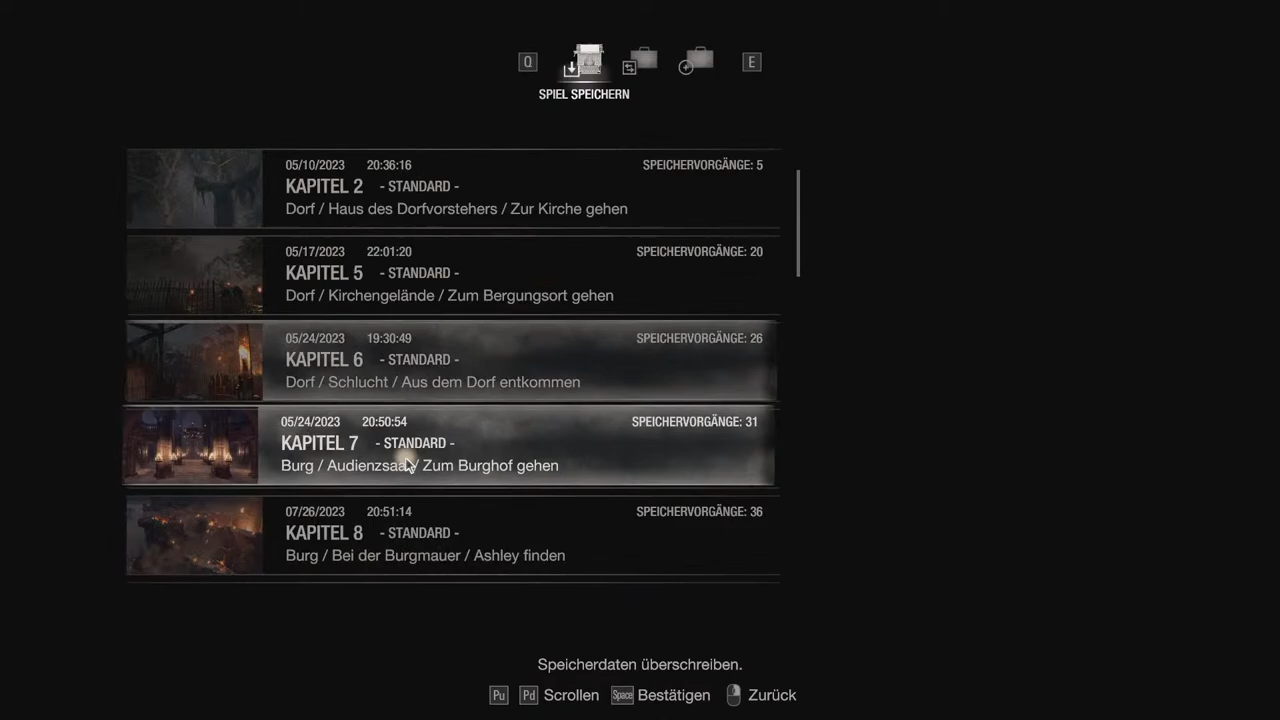 Q
E
SPIEL SPEICHERN
05/10/2023 20:36:16 SPEICHERVORGÄNGE: 5
KAPITEL 2 - STANDARD -
Dorf / Haus des Dorfvorstehers / Zur Kirche gehen
05/17/2023 22:01:20 SPEICHERVORGÄNGE: 20
KAPITEL 5 - STANDARD -
Dorf / Kirchengelände / Zum Bergungsort gehen
05/24/2023 19:30:49 SPEICHERVORGÄNGE: 26
KAPITEL 6 - STANDARD -
Dorf / Schlucht / Aus dem Dorf entkommen
05/24/2023 20:50:54 SPEICHERVORGÄNGE: 31
KAPITEL 7 - STANDARD -
Burg / Audienzsaal / Zum Burghof gehen
07/26/2023 20:51:14 SPEICHERVORGÄNGE: 36
KAPITEL 8 - STANDARD -
Burg / Bei der Burgmauer / Ashley finden
Speicherdaten überschreiben.
Pu Pd Scrollen Space Bestätigen Zurück